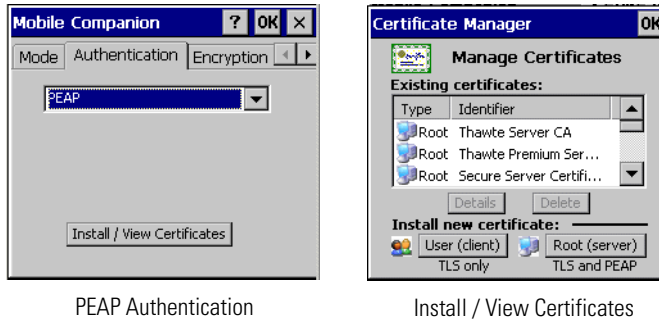 Mobile Companion ? OK ×
Mode Authentication Encryption
PEAP
Install / View Certificates
PEAP Authentication
Certificate Manager OK
Manage Certificates
Existing certificates:
Type Identifier
Root Thawte Server CA
Root Thawte Premium Ser...
Root Secure Server Certifi...
Details Delete
Install new certificate:
User (client) Root (server)
TLS only TLS and PEAP
Install / View Certificates